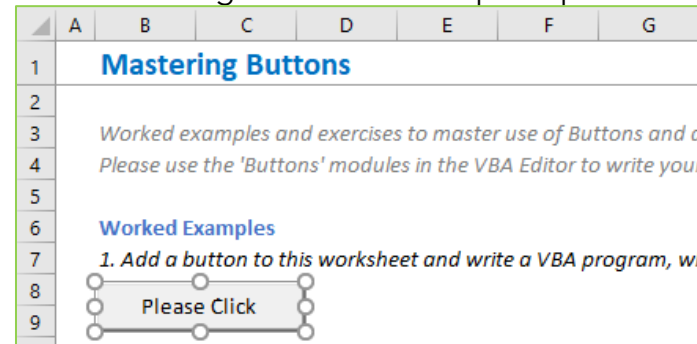 A B C D E F G
1 Mastering Buttons
2
3 Worked examples and exercises to master use of Buttons and
4 Please use the 'Buttons' modules in the VBA Editor to write
5
6 Worked Examples
7 1. Add a button to this worksheet and write a VBA program,
8 Please Click
9